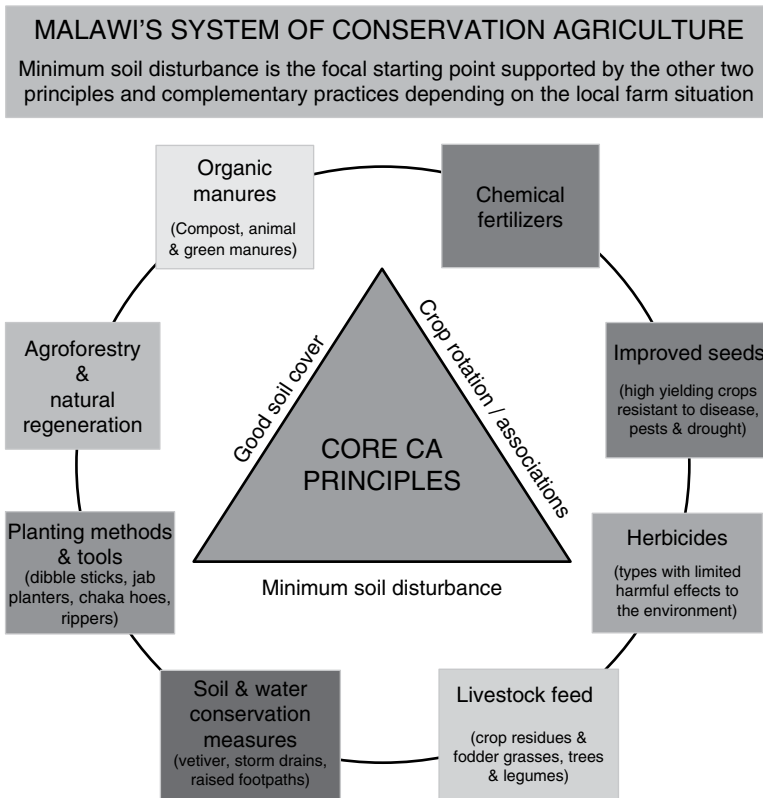 MALAWI'S SYSTEM OF CONSERVATION AGRICULTURE
Minimum soil disturbance is the focal starting point supported by the other two
principles and complementary practices depending on the local farm situation
Organic
manures
(Compost, animal
& green manures)
Chemical
fertilizers
Agroforestry
&
natural
regeneration
Good soil cover
Crop rotation / associations
Improved seeds
(high yielding crops
resistant to disease,
pests & drought)
CORE CA
PRINCIPLES
Planting methods
& tools
(dibble sticks, jab
planters, chaka hoes,
rippers)
Minimum soil disturbance
Herbicides
(types with limited
harmful effects to
the environment)
Soil & water
conservation
measures
(vetiver, storm drains,
raised footpaths)
Livestock feed
(crop residues &
fodder grasses, trees
& legumes)